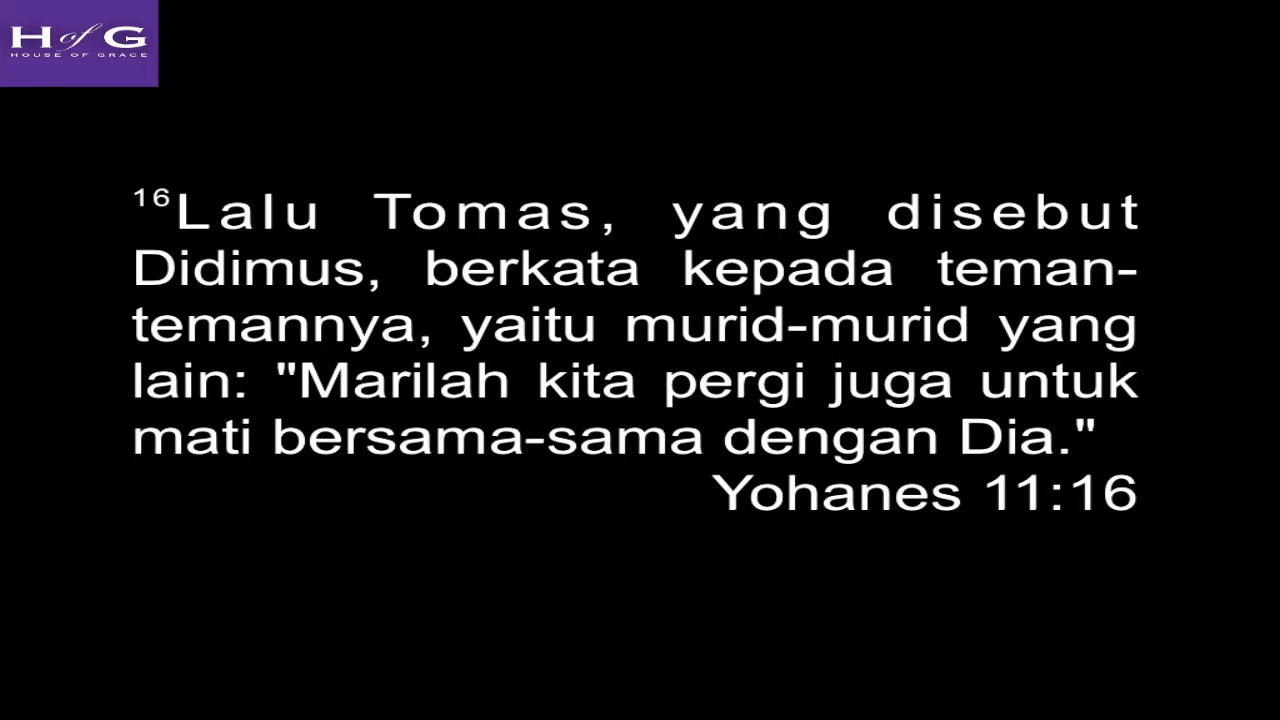 H of G
HOUSE OF GRACE
16Lalu Tomas, yang disebut
Didimus, berkata kepada teman-
temannya, yaitu murid-murid yang
lain: "Marilah kita pergi juga untuk
mati bersama-sama dengan Dia."
Yohanes 11:16